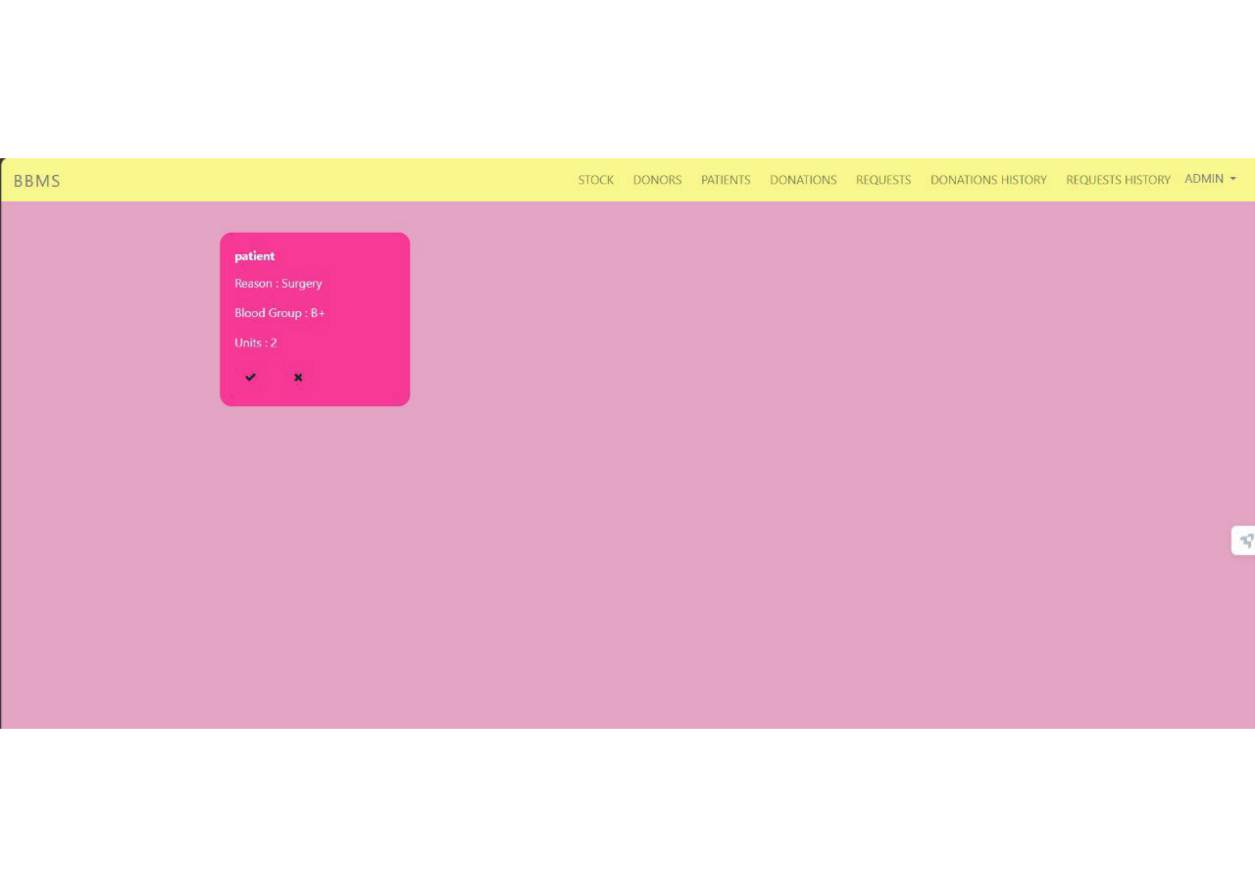 BBMS STOCK DONORS PATIENTS DONATIONS REQUESTS DONATIONS HISTORY REQUESTS HISTORY ADMIN
patient
Reason : Surgery
Blood Group : B+
Units : 2